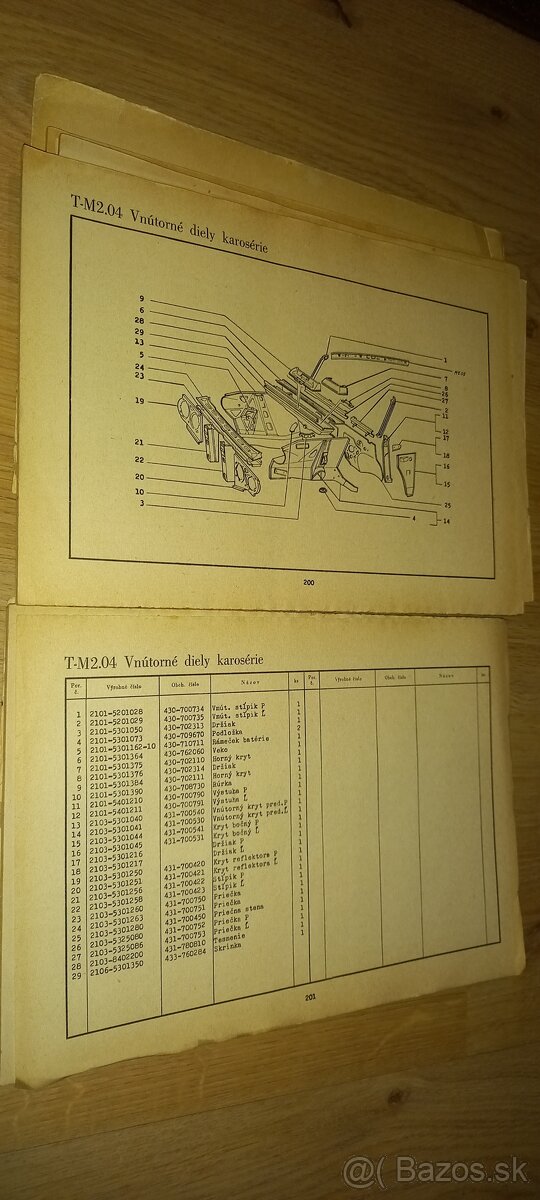 T-M2.04 Vnútorné diely karosérie
9
6
28
29
13
5
24
23
19
21
22
20
10
3
1
7
8
26
27
2
11
12
17
18
16
15
25
4
14
200
T-M2.04 Vnútorné diely karosérie
Por. č. Výrobné číslo Obch. číslo Názov ks Por. č. Výrobné číslo Obch. číslo Názov ks
1 2101-5201028 430-700734 Vnút. stĺpik P 1
2 2101-5201029 430-700735 Vnút. stĺpik Ľ 1
3 2101-5301050 430-702313 Držiak 1
4 2101-5301073 430-709670 Podložka 2
5 2101-5301162-10 430-710711 Rámeček batérie 1
6 2101-5301364 430-762060 Veko 1
7 2101-5301375 430-702110 Horný kryt 1
8 2101-5301376 430-702314 Držiak 1
9 2101-5301384 430-702111 Horný kryt 1
10 2101-5301390 430-708730 Rúrka 1
11 2101-5401210 430-700790 Výstuha P 1
12 2101-5401211 430-700791 Výstuha Ľ 1
13 2103-5301040 431-700540 Vnútorný kryt pred.P 1
14 2103-5301041 431-700530 Vnútorný kryt pred.Ľ 1
15 2103-5301044 431-700541 Kryt bočný P 1
16 2103-5301045 431-700531 Kryt bočný Ľ 1
17 2103-5301216 Držiak P 1
18 2103-5301217 Držiak Ľ 1
19 2103-5301250 431-700420 Kryt reflektora P 1
20 2103-5301251 431-700421 Kryt reflektora Ľ 1
21 2103-5301256 431-700422 Stĺpik P 1
22 2103-5301258 431-700423 Stĺpik Ľ 1
23 2103-5301260 431-700750 Priečka 1
24 2103-5301263 431-700751 Priečka 1
25 2103-5301280 431-700450 Priečna stena 1
26 2103-5325080 431-700752 Priečka P 1
27 2103-5325086 431-700753 Priečka Ľ 1
28 2103-8402200 431-780810 Tesnenie 1
29 2106-5301350 433-760284 Skrinka 1
201
@( Bazos.sk